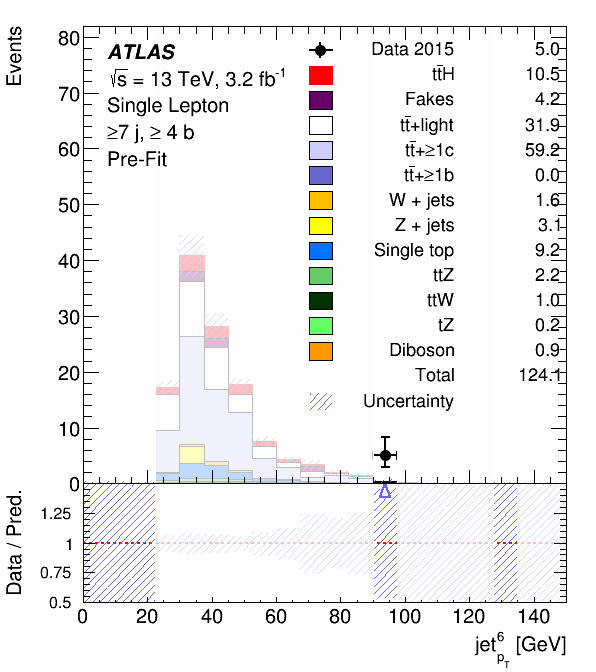 Events
80
70
60
50
40
30
20
10
0
ATLAS
√s = 13 TeV, 3.2 fb-1
Single Lepton
≥7 j, ≥ 4 b
Pre-Fit
Data 2015 5.0
tt̄H 10.5
Fakes 4.2
tt̄+light 31.9
tt̄+≥1c 59.2
tt̄+≥1b 0.0
W + jets 1.6
Z + jets 3.1
Single top 9.2
ttZ 2.2
ttW 1.0
tZ 0.2
Diboson 0.9
Total 124.1
Uncertainty
Data / Pred.
1.25
1
0.75
0.5
0 20 40 60 80 100 120 140
jet6pT [GeV]